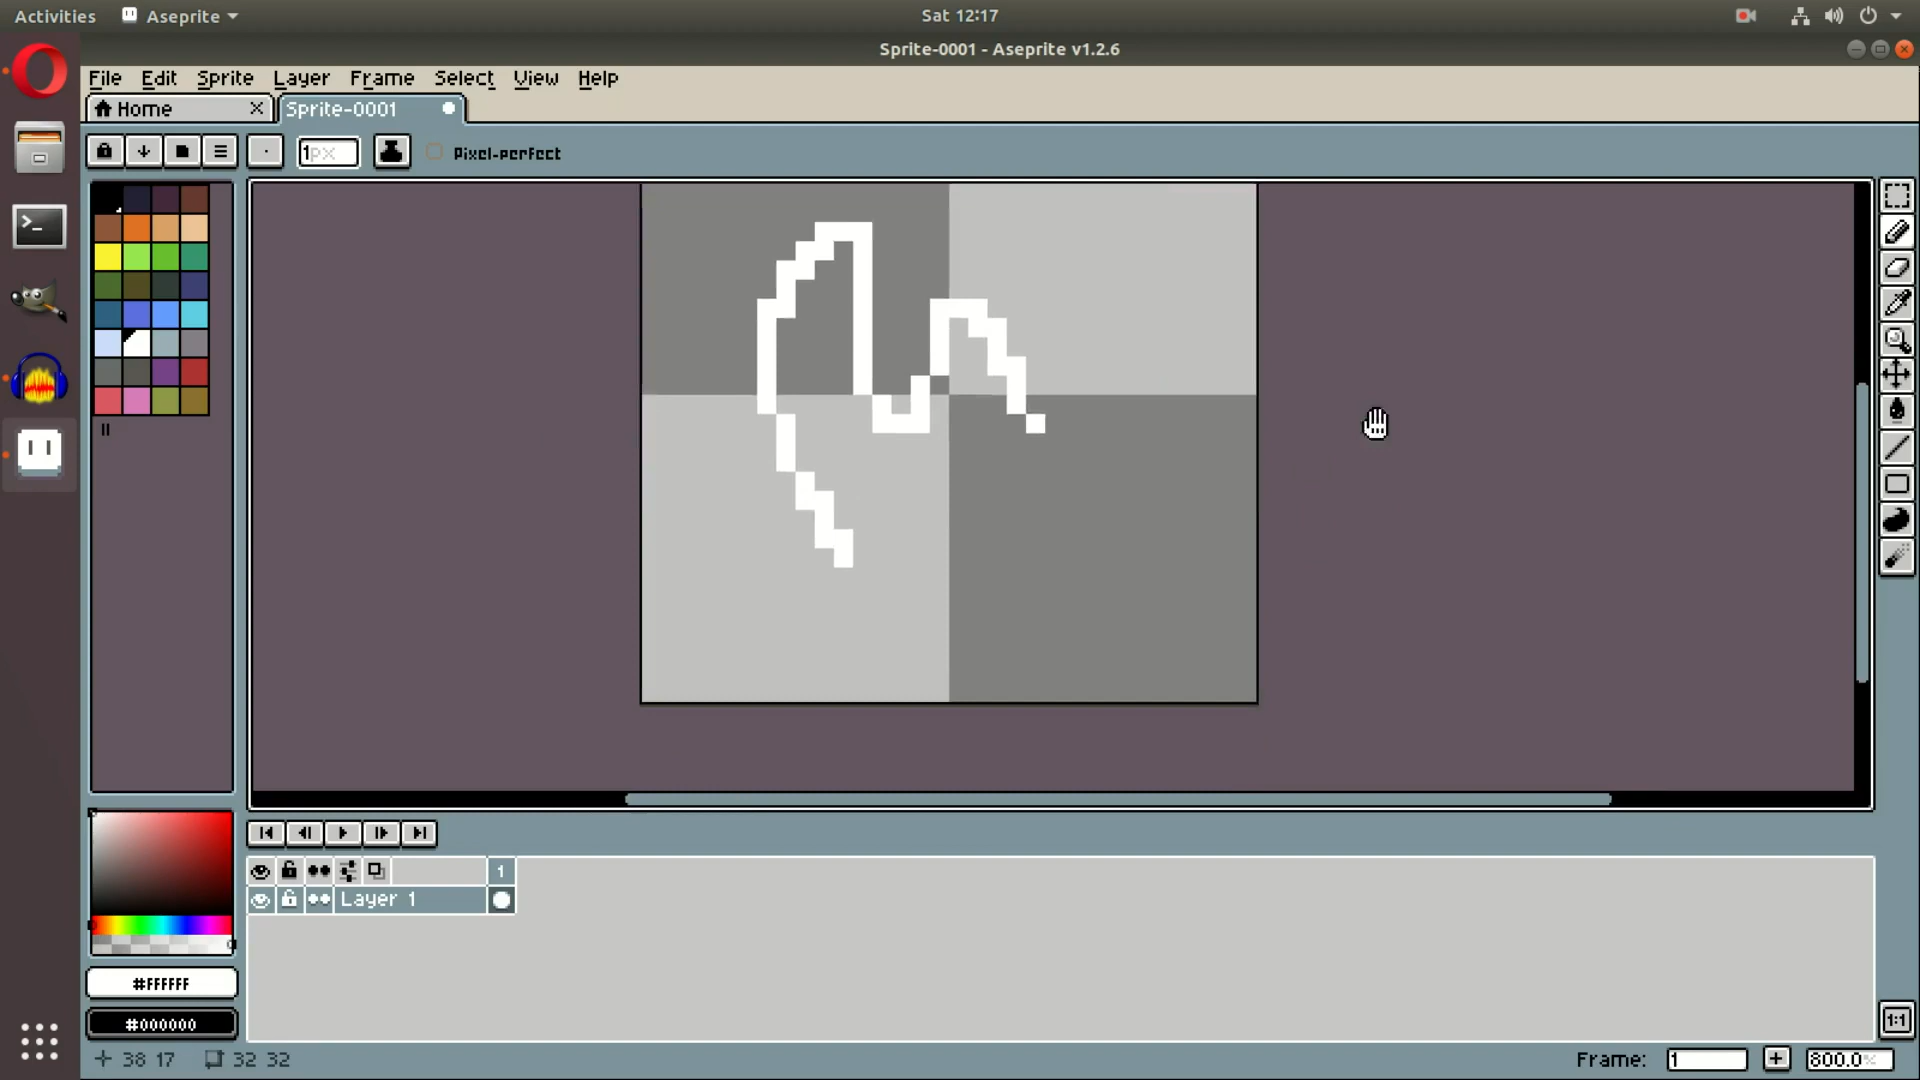 Activities Aseprite Sat 12:17
Sprite-0001 - Aseprite v1.2.6
File Edit Sprite Layer Frame Select View Help
Home Sprite-0001
1px Pixel-perfect
1
Layer 1
#FFFFFF
#000000
1:1
38 17 32 32 Frame: 1 800.0%